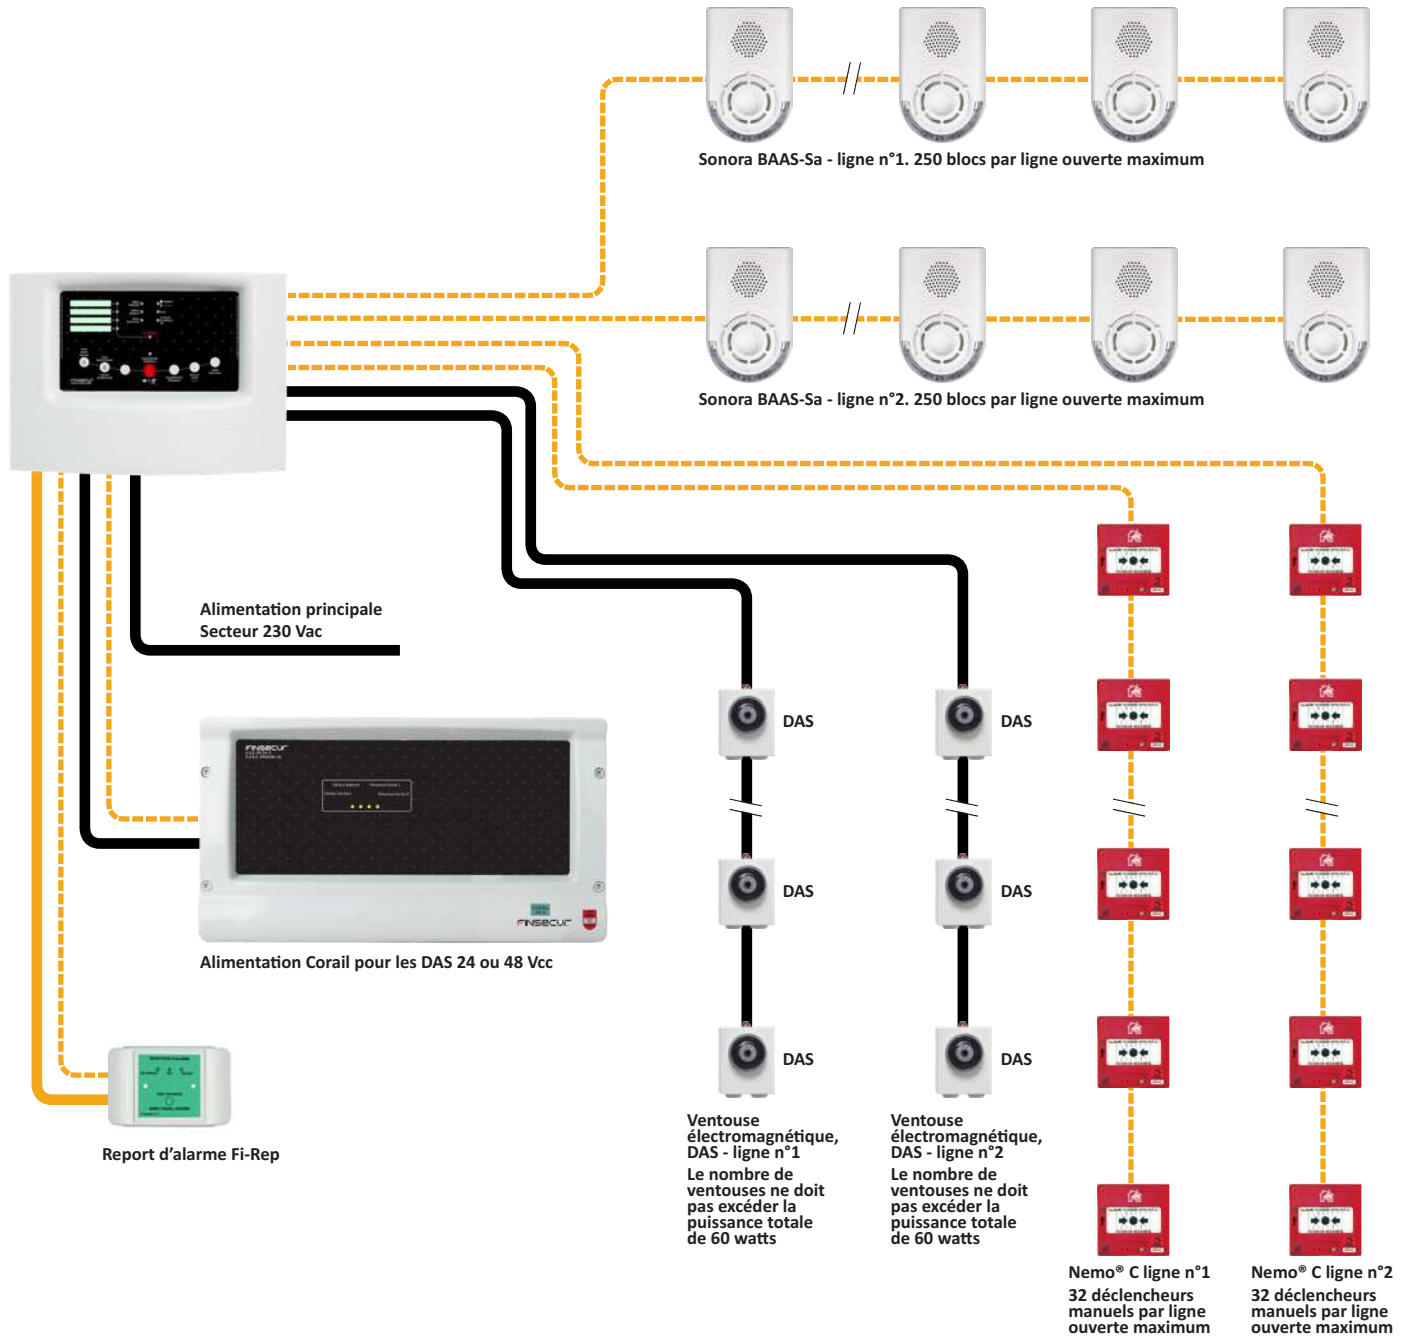 Sonora BAAS-Sa - ligne n°1. 250 blocs par ligne ouverte maximum
Sonora BAAS-Sa - ligne n°2. 250 blocs par ligne ouverte maximum
FINSECUR
Alimentation principale
Secteur 230 Vac
FINSECUR
FINSECUR
Alimentation Corail pour les DAS 24 ou 48 Vcc
DAS
DAS
DAS
DAS
DAS
DAS
Report d’alarme Fi-Rep
Ventouse
électromagnétique,
DAS - ligne n°1
Le nombre de
ventouses ne doit
pas excéder la
puissance totale
de 60 watts
Ventouse
électromagnétique,
DAS - ligne n°2
Le nombre de
ventouses ne doit
pas excéder la
puissance totale
de 60 watts
Nemo® C ligne n°1
32 déclencheurs
manuels par ligne
ouverte maximum
Nemo® C ligne n°2
32 déclencheurs
manuels par ligne
ouverte maximum